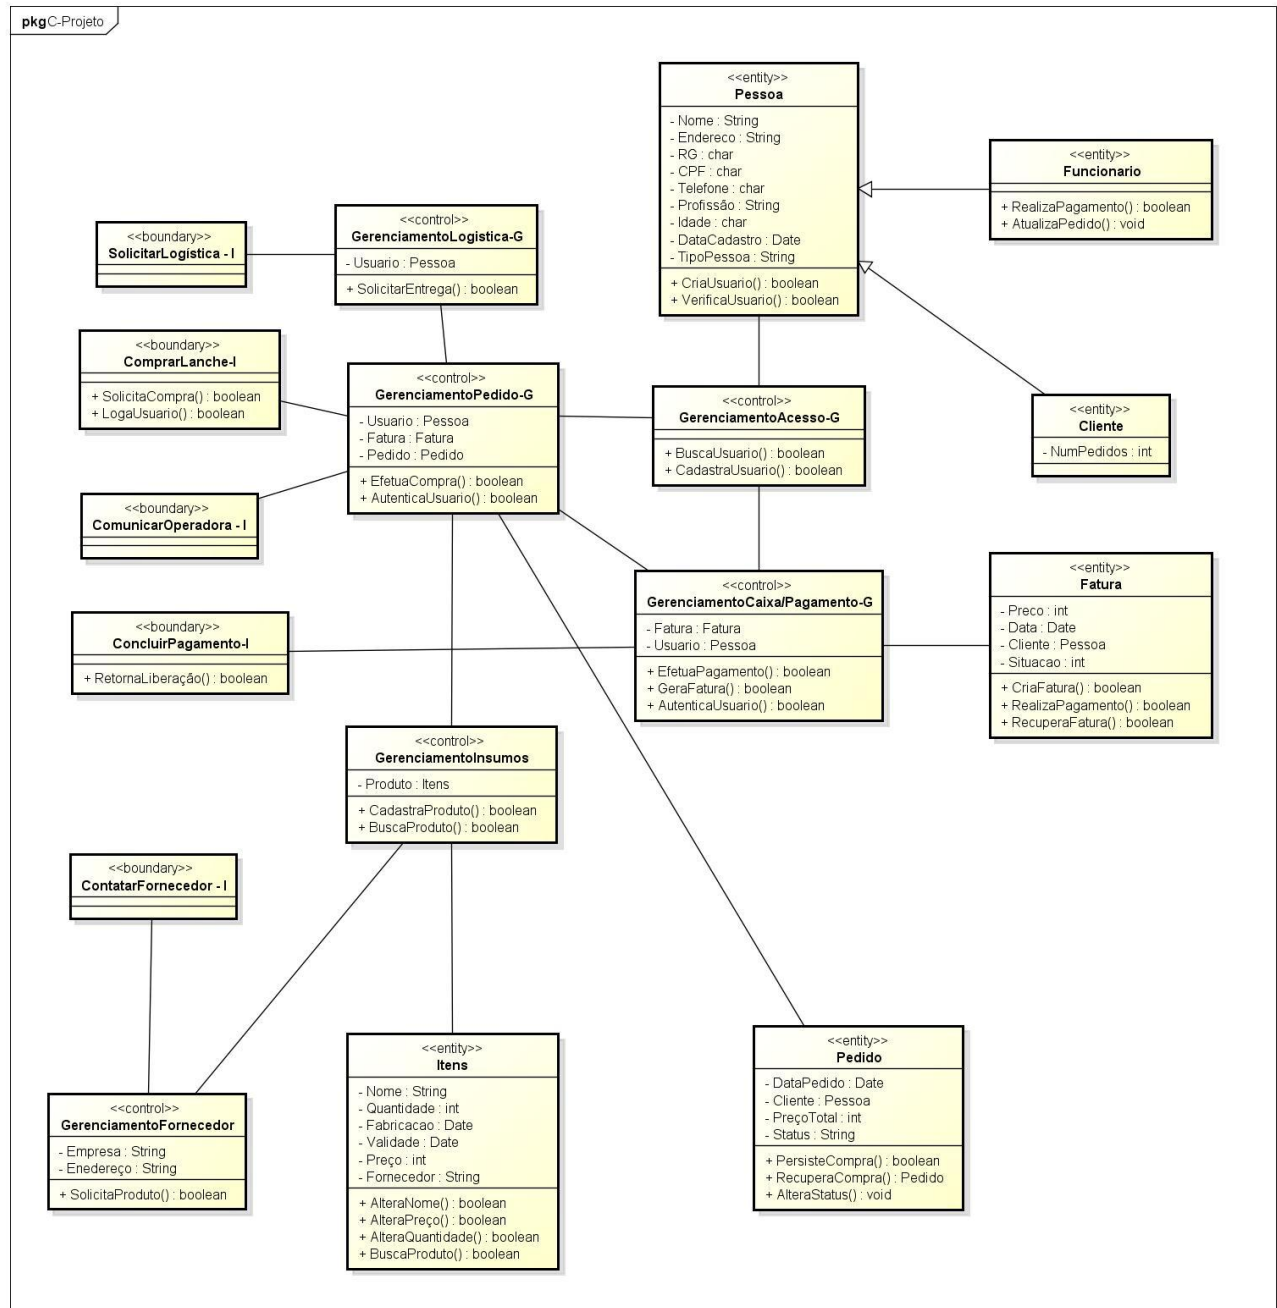 pkg C-Projeto
<<entity>>
Pessoa
- Nome : String
- Endereco : String
- RG : char
- CPF : char
- Telefone : char
- Profissão : String
- Idade : char
- DataCadastro : Date
- TipoPessoa : String
+ CriaUsuario() : boolean
+ VerificaUsuario() : boolean
<<entity>>
Funcionario
+ RealizaPagamento() : boolean
+ AtualizaPedido() : void
<<boundary>>
SolicitarLogística - I
<<control>>
GerenciamentoLogistica-G
- Usuario : Pessoa
+ SolicitarEntrega() : boolean
<<boundary>>
ComprarLanche-I
+ SolicitaCompra() : boolean
+ LogaUsuario() : boolean
<<control>>
GerenciamentoPedido-G
- Usuario : Pessoa
- Fatura : Fatura
- Pedido : Pedido
+ EfetuaCompra() : boolean
+ AutenticaUsuario() : boolean
<<control>>
GerenciamentoAcesso-G
+ BuscaUsuario() : boolean
+ CadastraUsuario() : boolean
<<entity>>
Cliente
- NumPedidos : int
<<boundary>>
ComunicarOperadora - I
<<boundary>>
ConcluirPagamento-I
+ RetornaLiberação() : boolean
<<control>>
GerenciamentoCaixa/Pagamento-G
- Fatura : Fatura
- Usuario : Pessoa
+ EfetuaPagamento() : boolean
+ GeraFatura() : boolean
+ AutenticaUsuario() : boolean
<<entity>>
Fatura
- Preco : int
- Data : Date
- Cliente : Pessoa
- Situacao : int
+ CriaFatura() : boolean
+ RealizaPagamento() : boolean
+ RecuperaFatura() : boolean
<<control>>
GerenciamentoInsumos
- Produto : Itens
+ CadastraProduto() : boolean
+ BuscaProduto() : boolean
<<boundary>>
ContatarFornecedor - I
<<control>>
GerenciamentoFornecedor
- Empresa : String
- Enedereço : String
+ SolicitaProduto() : boolean
<<entity>>
Itens
- Nome : String
- Quantidade : int
- Fabricacao : Date
- Validade : Date
- Preço : int
- Fornecedor : String
+ AlteraNome() : boolean
+ AlteraPreço() : boolean
+ AlteraQuantidade() : boolean
+ BuscaProduto() : boolean
<<entity>>
Pedido
- DataPedido : Date
- Cliente : Pessoa
- PreçoTotal : int
- Status : String
+ PersisteCompra() : boolean
+ RecuperaCompra() : Pedido
+ AlteraStatus() : void